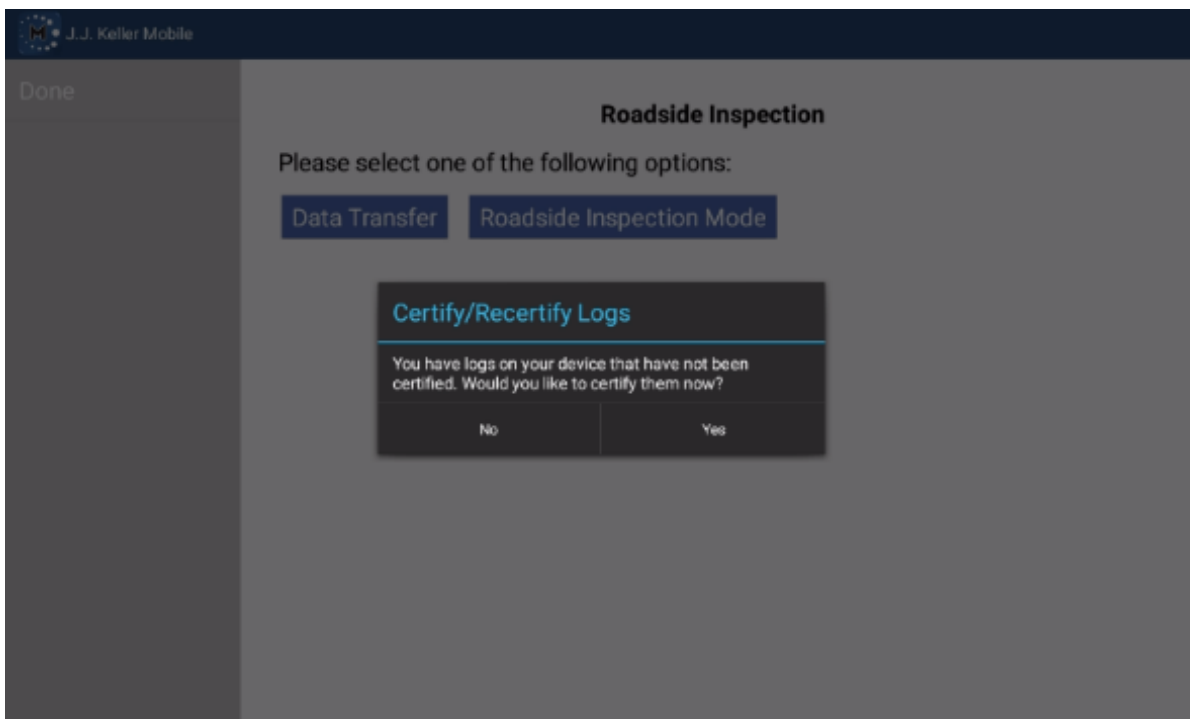 J.J. Keller Mobile
Done
Roadside Inspection
Please select one of the following options:
Data Transfer
Roadside Inspection Mode
Certify/Recertify Logs
You have logs on your device that have not been
certified. Would you like to certify them now?
No
Yes